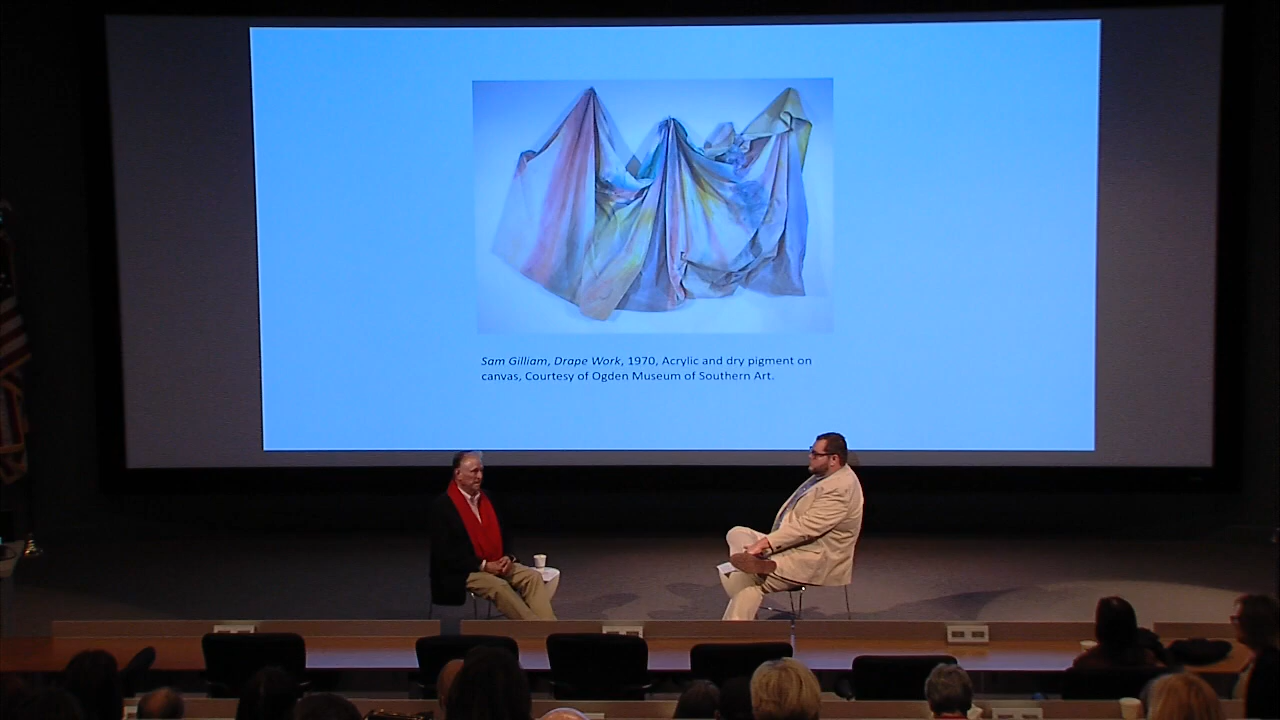 Sam Gilliam, Drape Work, 1970, Acrylic and dry pigment on
canvas, Courtesy of Ogden Museum of Southern Art.